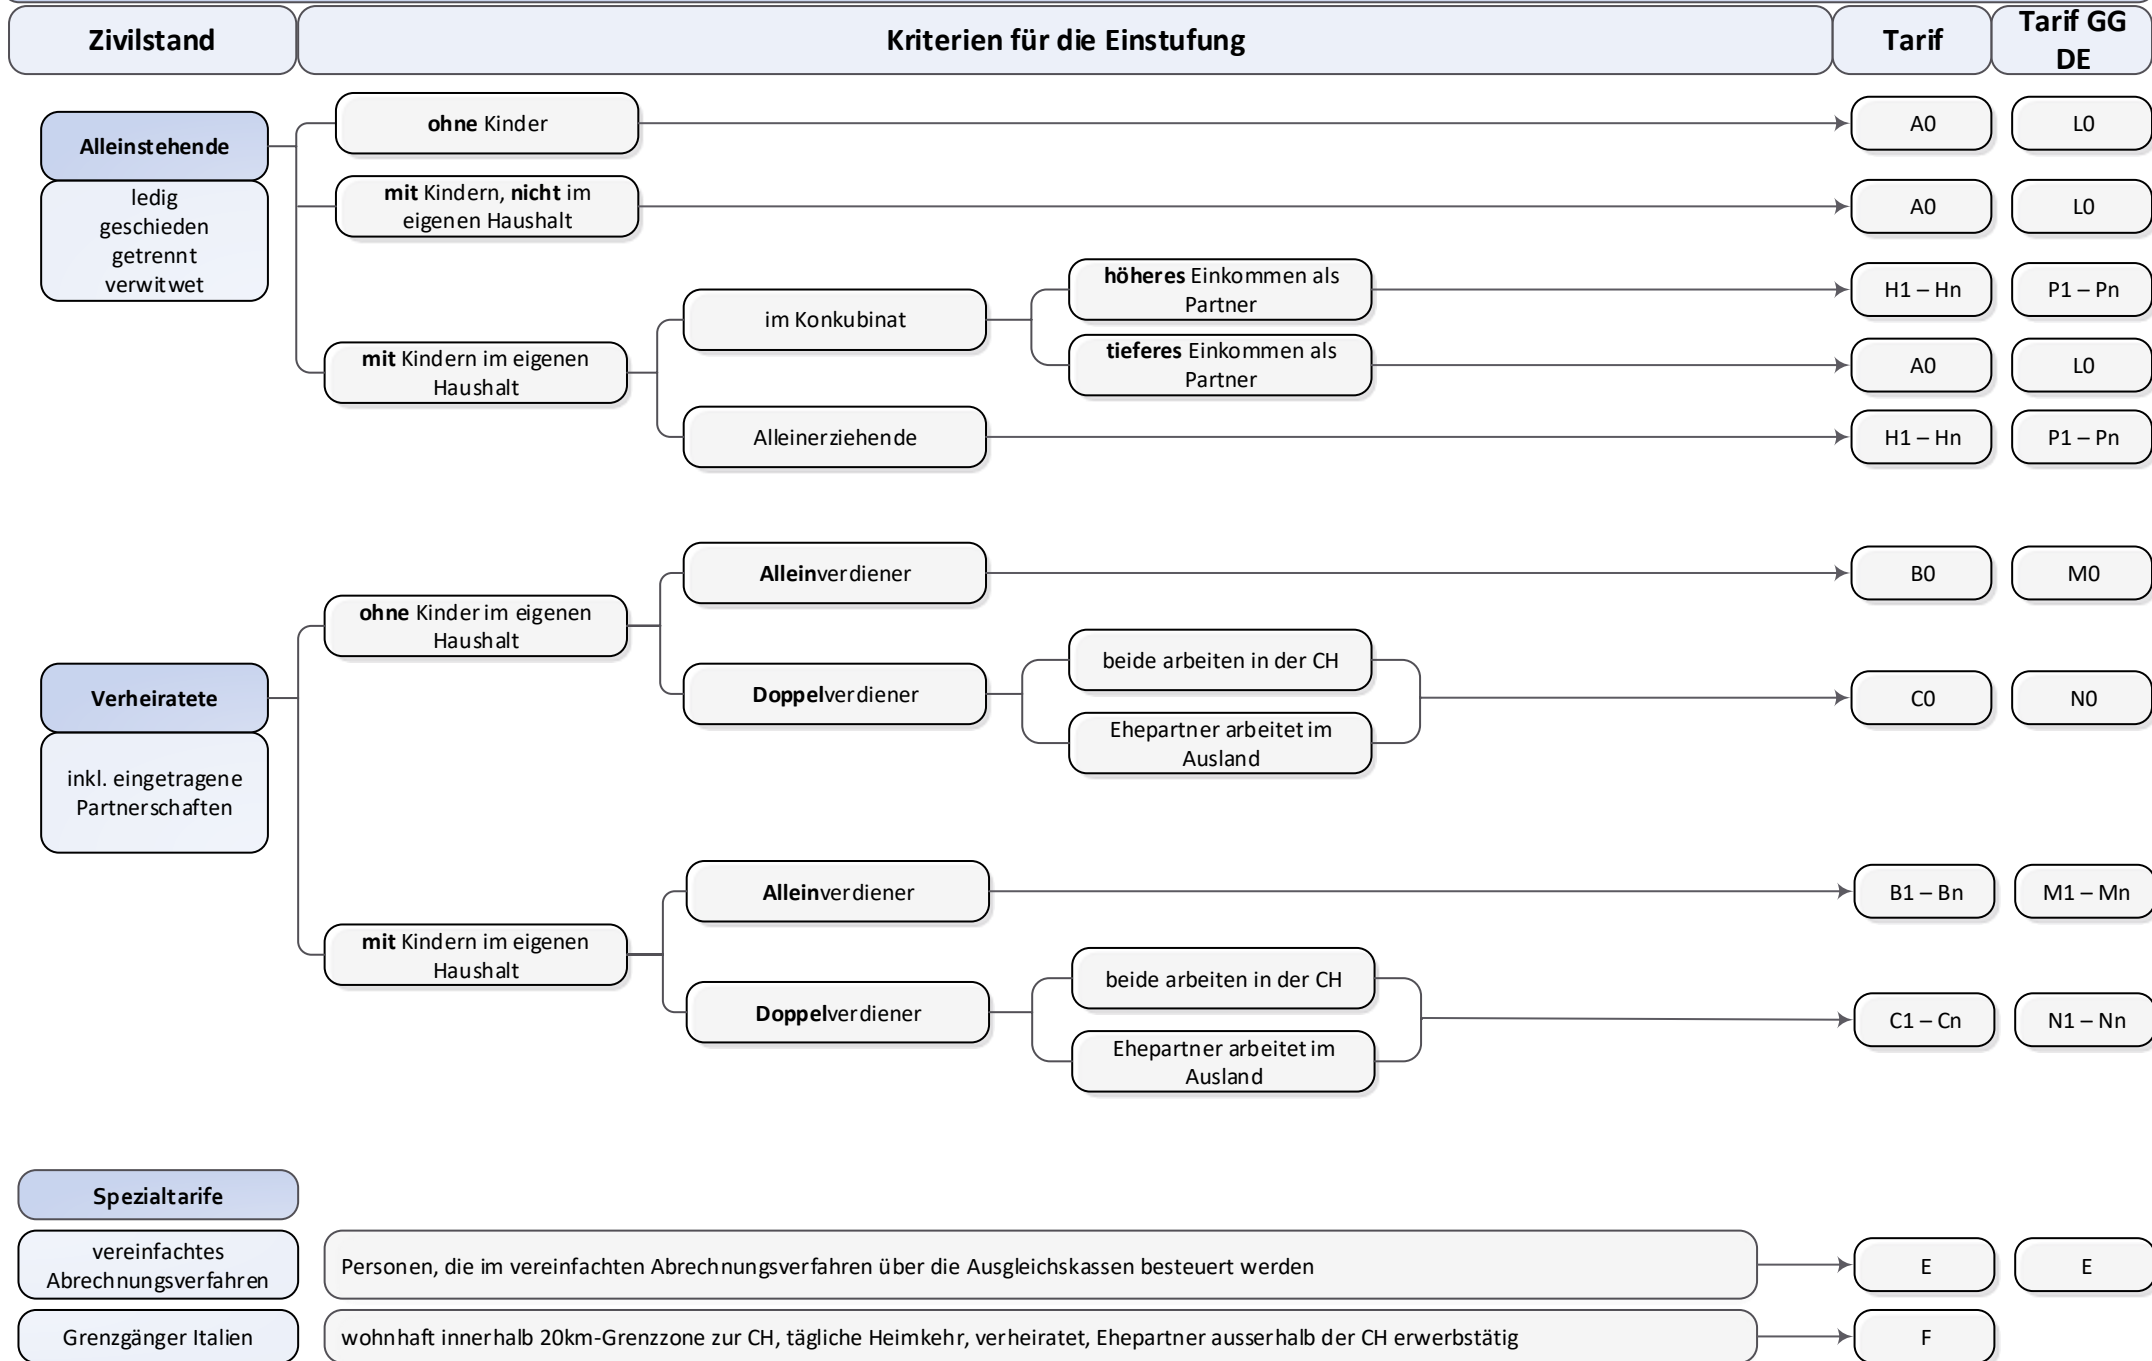 Zivilstand
Kriterien für die Einstufung
Tarif
Tarif GG
DE
Alleinstehende
ledig
geschieden
getrennt
verwitwet
ohne Kinder
A0
L0
mit Kindern, nicht im
eigenen Haushalt
A0
L0
mit Kindern im eigenen
Haushalt
im Konkubinat
höheres Einkommen als
Partner
H1 – Hn
P1 – Pn
tieferes Einkommen als
Partner
A0
L0
Alleinerziehende
H1 – Hn
P1 – Pn
Verheiratete
inkl. eingetragene
Partnerschaften
ohne Kinder im eigenen
Haushalt
Alleinverdiener
B0
M0
Doppelverdiener
beide arbeiten in der CH
Ehepartner arbeitet im
Ausland
C0
N0
mit Kindern im eigenen
Haushalt
Alleinverdiener
B1 – Bn
M1 – Mn
Doppelverdiener
beide arbeiten in der CH
Ehepartner arbeitet im
Ausland
C1 – Cn
N1 – Nn
Spezialtarife
vereinfachtes
Abrechnungsverfahren
Personen, die im vereinfachten Abrechnungsverfahren über die Ausgleichskassen besteuert werden
E
E
Grenzgänger Italien
wohnhaft innerhalb 20km-Grenzzone zur CH, tägliche Heimkehr, verheiratet, Ehepartner ausserhalb der CH erwerbstätig
F